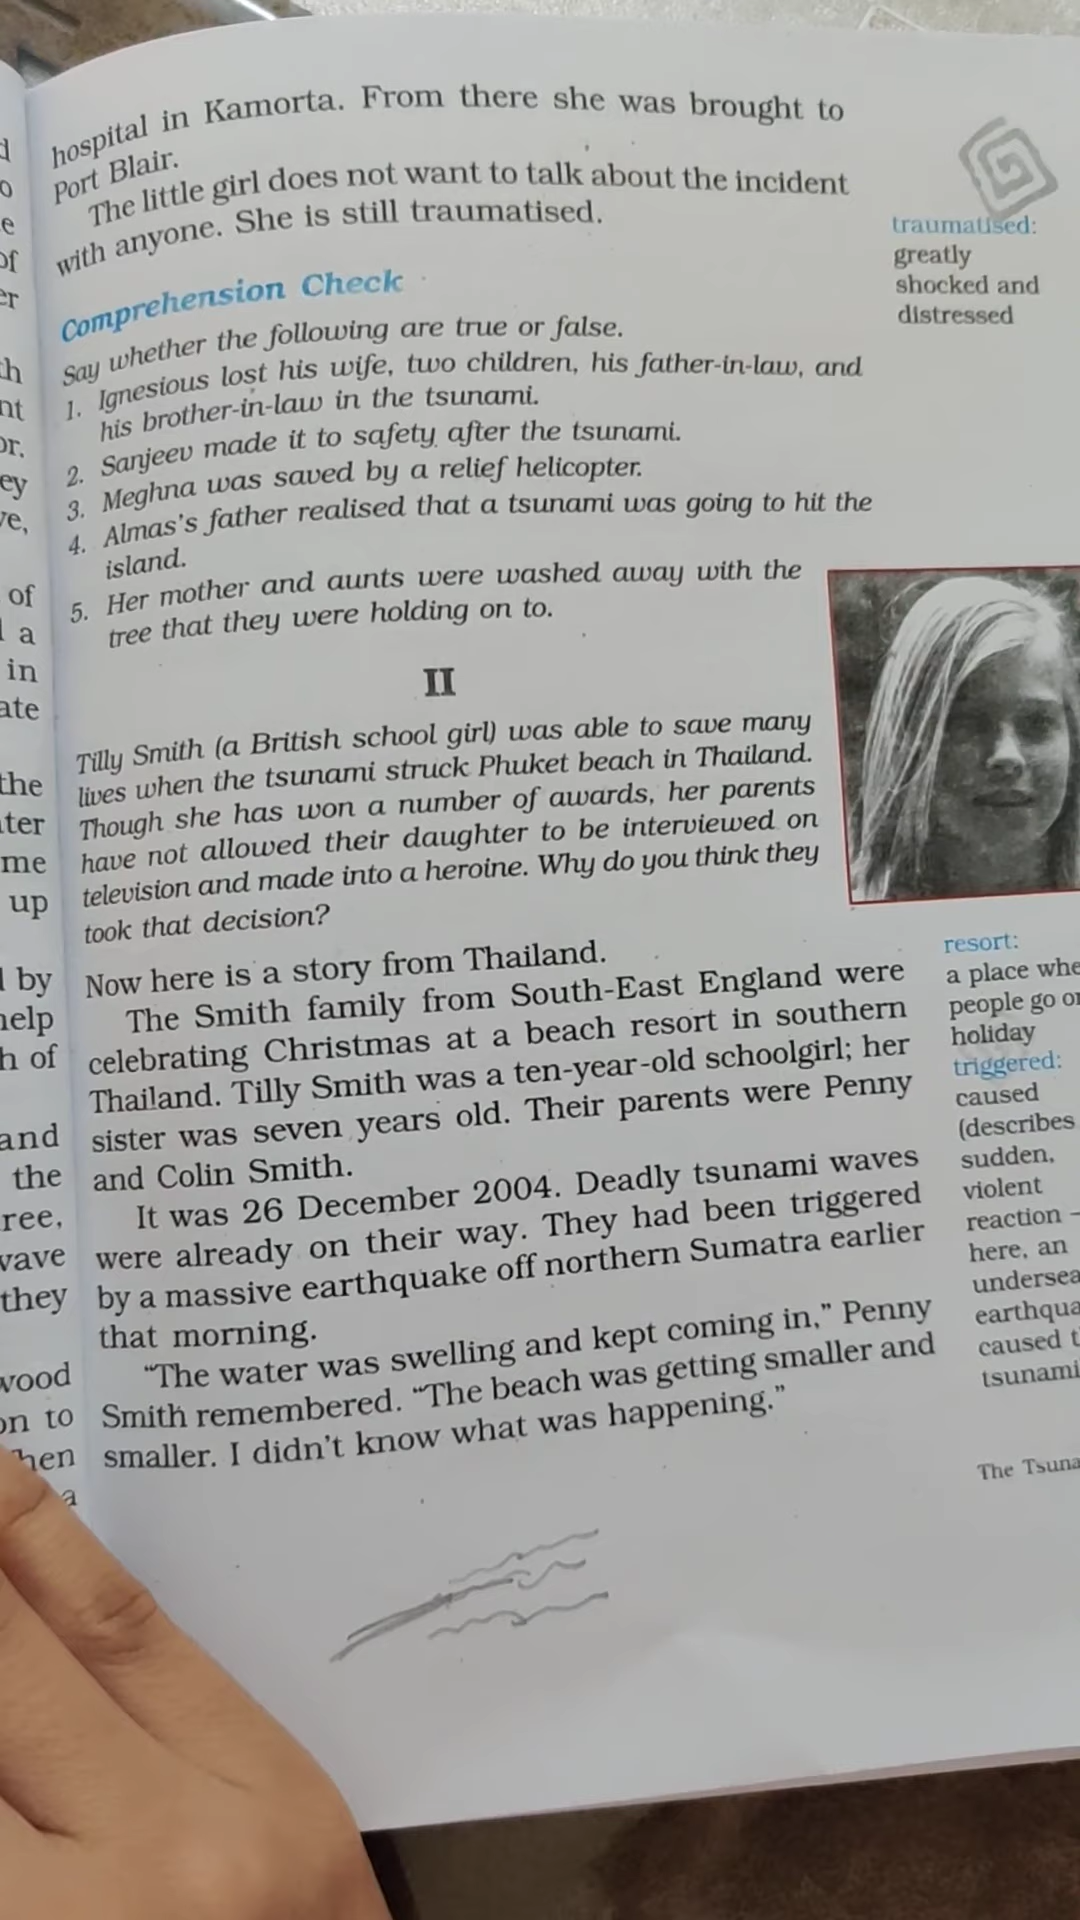 hospital in Kamorta. From there she was brought to
Port Blair.
The little girl does not want to talk about the incident
with anyone. She is still traumatised.
traumatised:
greatly
shocked and
distressed
Comprehension Check
Say whether the following are true or false.
1. Ignesious lost his wife, two children, his father-in-law, and
his brother-in-law in the tsunami.
2. Sanjeev made it to safety after the tsunami.
3. Meghna was saved by a relief helicopter.
4. Almas's father realised that a tsunami was going to hit the
island.
5. Her mother and aunts were washed away with the
tree that they were holding on to.
II
Tilly Smith (a British school girl) was able to save many
lives when the tsunami struck Phuket beach in Thailand.
Though she has won a number of awards, her parents
have not allowed their daughter to be interviewed on
television and made into a heroine. Why do you think they
took that decision?
Now here is a story from Thailand.
The Smith family from South-East England were
celebrating Christmas at a beach resort in southern
Thailand. Tilly Smith was a ten-year-old schoolgirl; her
sister was seven years old. Their parents were Penny
and Colin Smith.
It was 26 December 2004. Deadly tsunami waves
were already on their way. They had been triggered
by a massive earthquake off northern Sumatra earlier
that morning.
"The water was swelling and kept coming in," Penny
Smith remembered. "The beach was getting smaller and
smaller. I didn't know what was happening."
resort:
a place
people go
holiday
triggered:
caused
(describes
sudden,
violent
reaction –
here, an
undersea
caused
tsunami
The
of
a
in
the
me
up
by
help
of
and
the
they
to
a